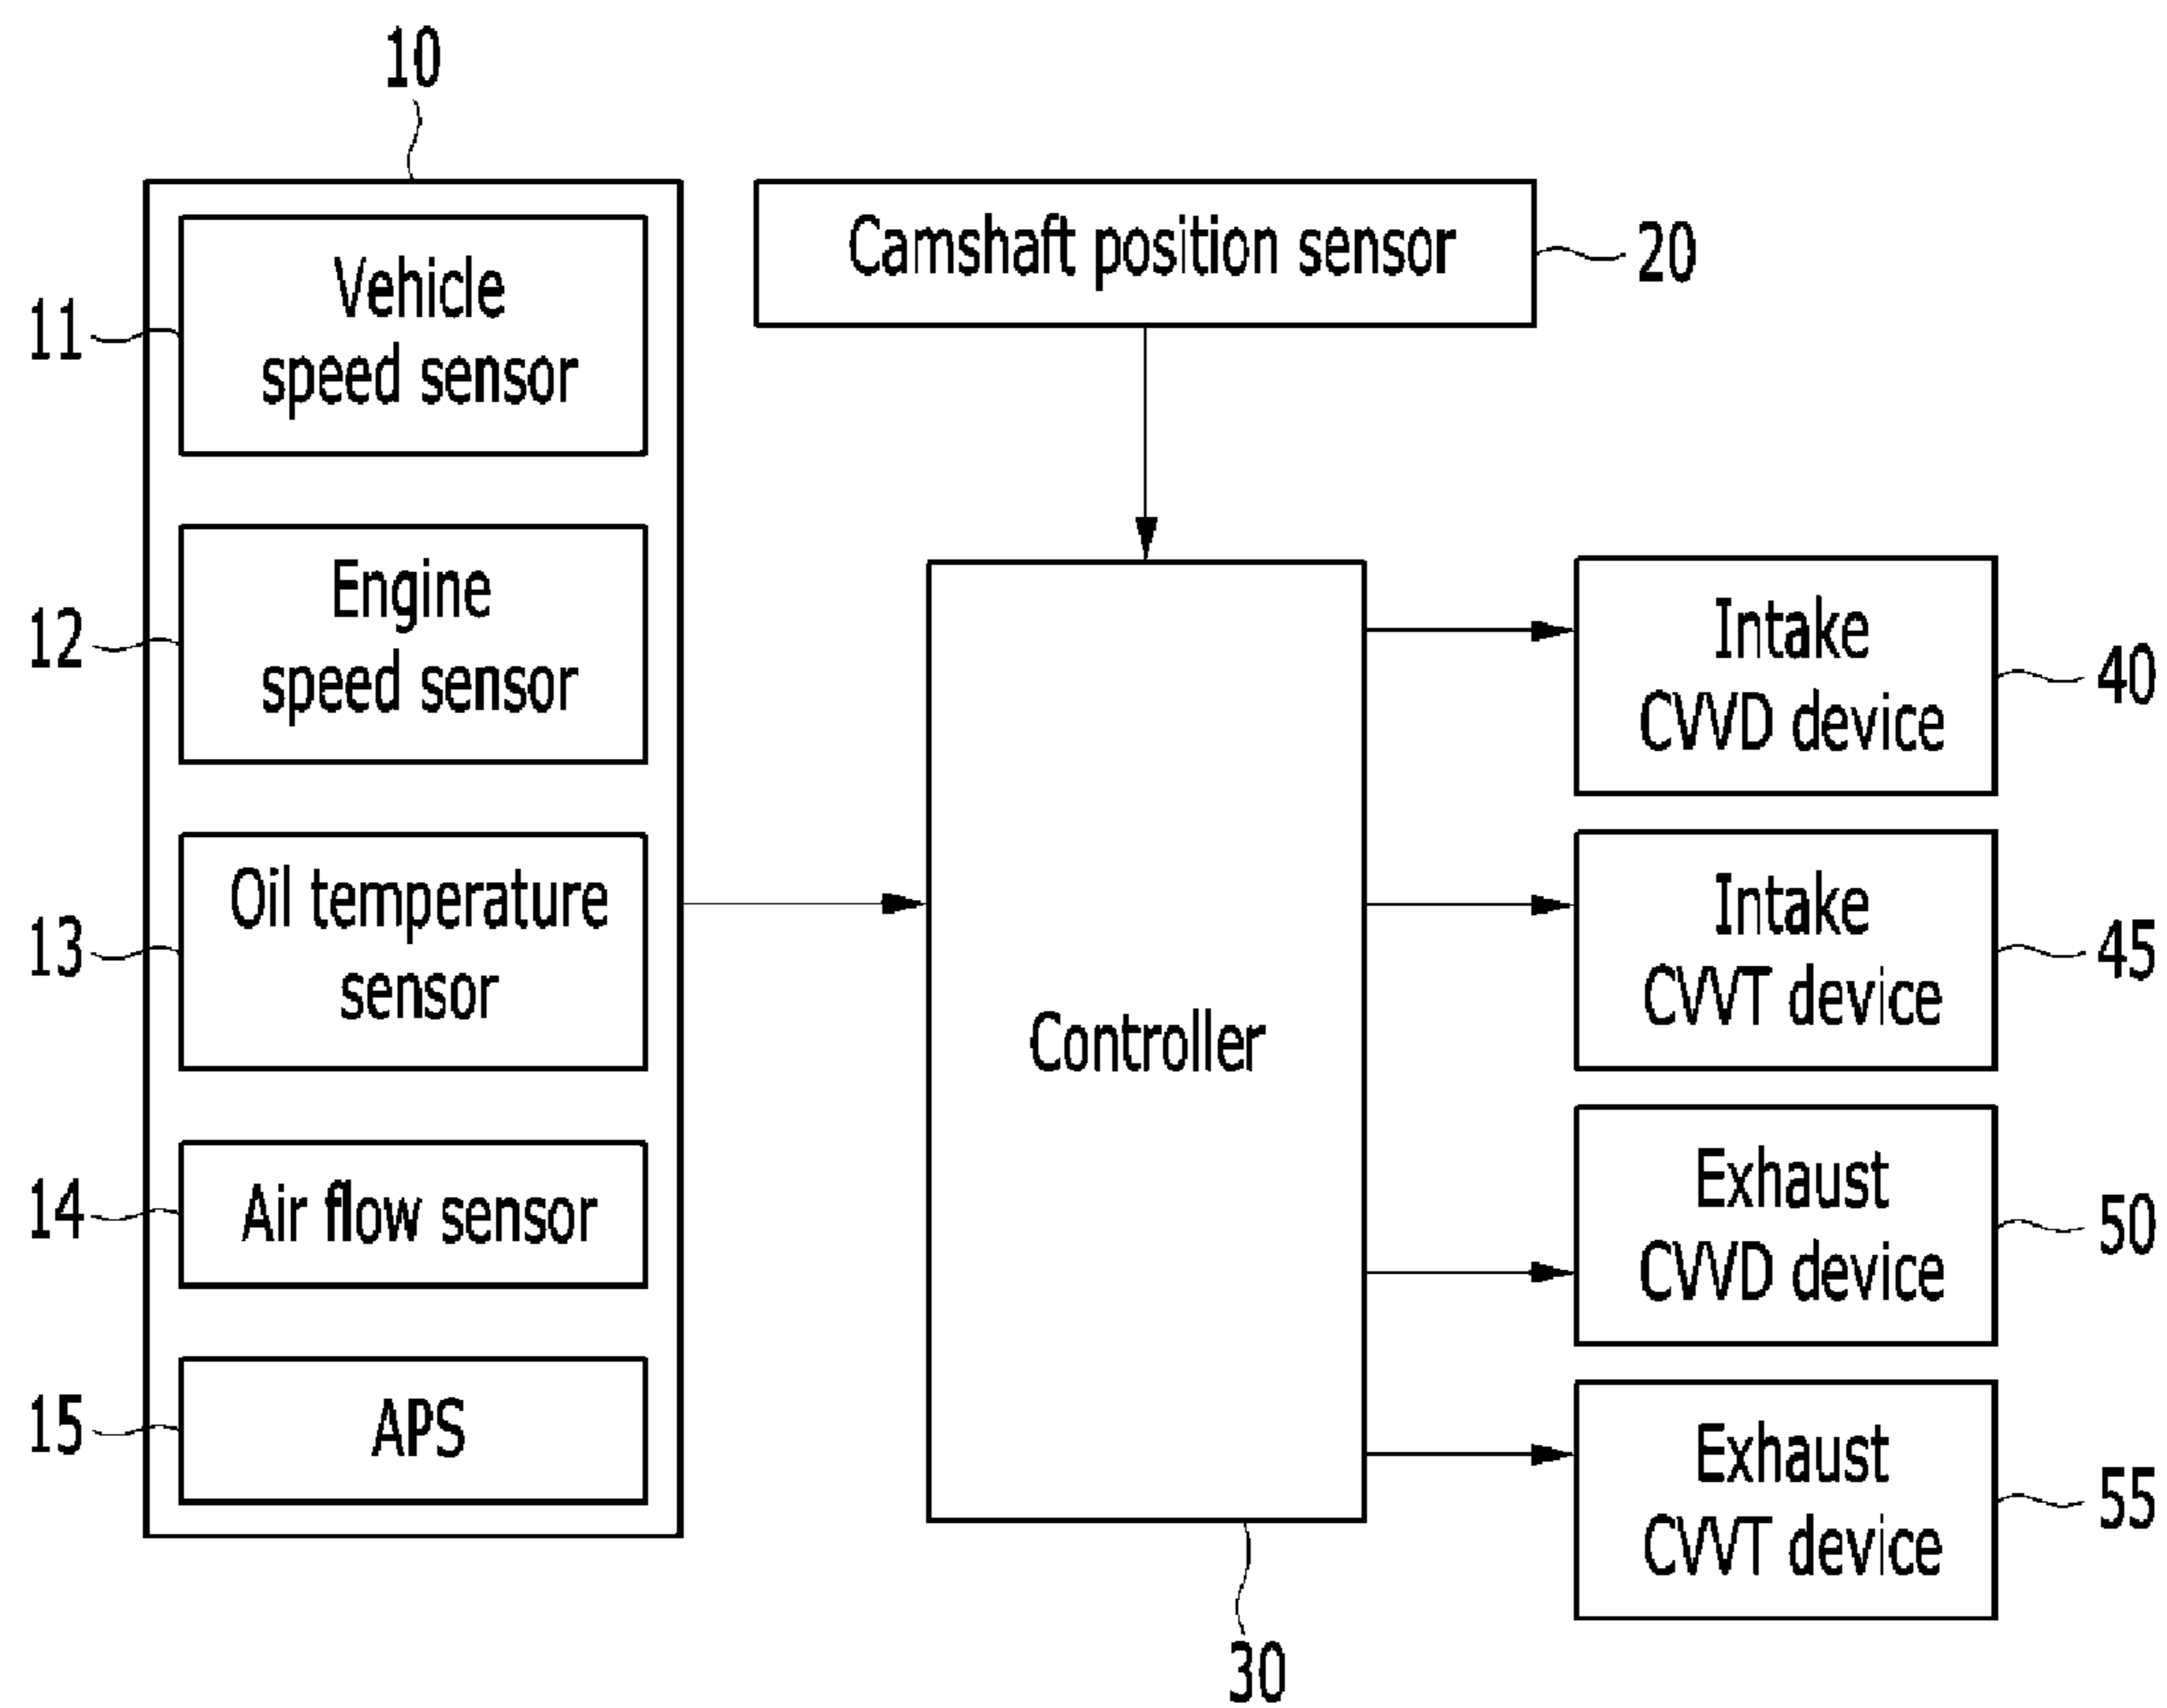 10
Vehicle
speed sensor
11
Engine
speed sensor
12
Oil temperature
sensor
13
Air flow sensor
14
APS
15
Camshaft position sensor
20
Controller
30
Intake
CVVD device
40
Intake
CVVT device
45
Exhaust
CVVD device
50
Exhaust
CVVT device
55